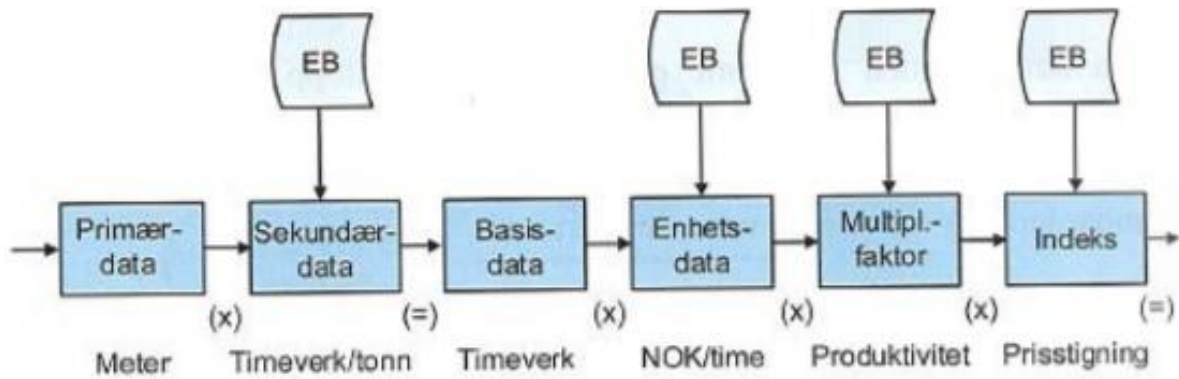 EB
EB
EB
EB
Primær-
data
Sekundær-
data
Basis-
data
Enhets-
data
Multipl.-
faktor
Indeks
(x)
(=)
(x)
(x)
(x)
(=)
Meter
Timeverk/tonn
Timeverk
NOK/time
Produktivitet
Prisstigning